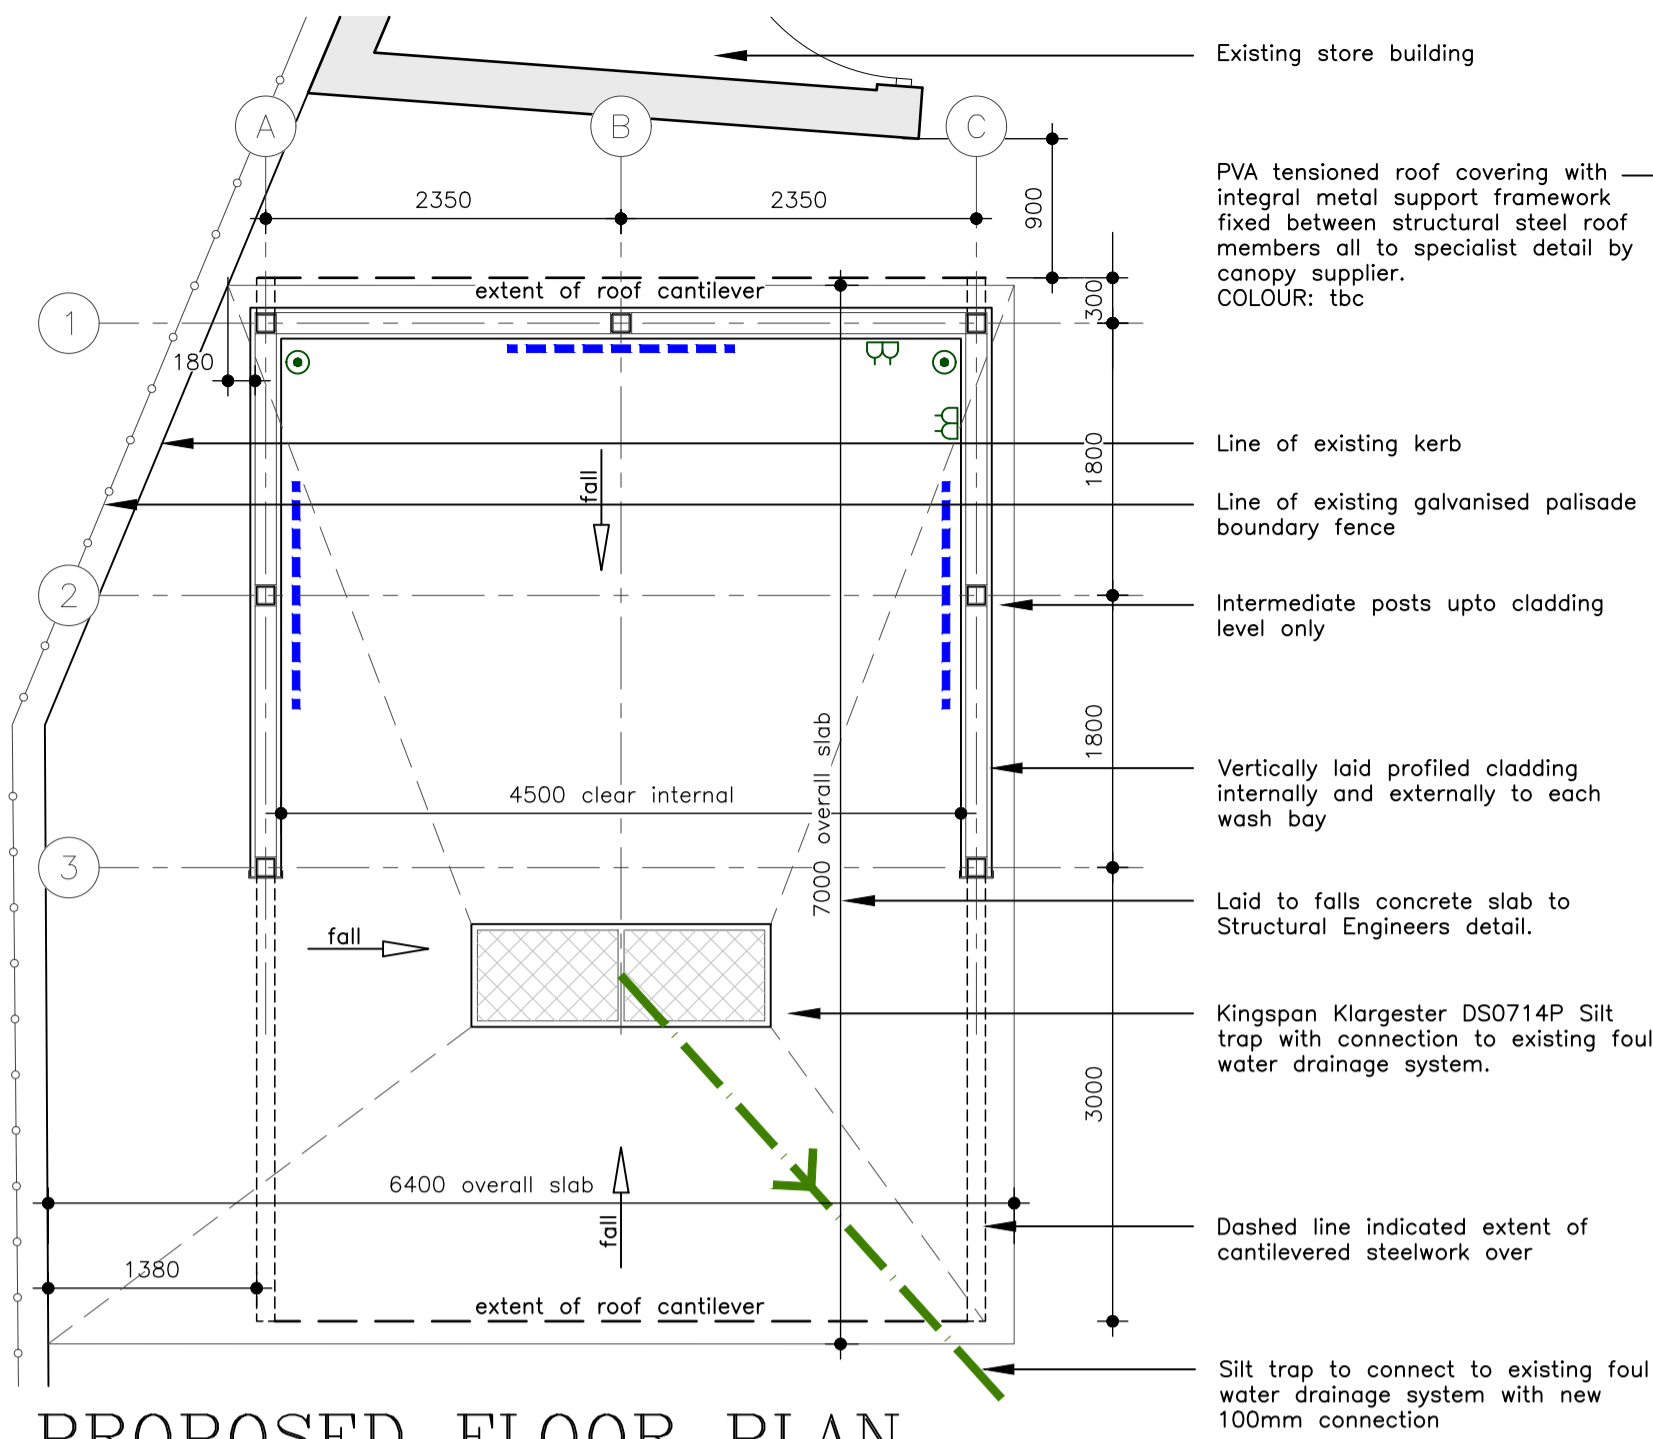 Existing store building
A
B
C
2350
2350
900
PVA tensioned roof covering with
integral metal support framework
fixed between structural steel roof
members all to specialist detail by
canopy supplier.
COLOUR: tbc
extent of roof cantilever
300
1
180
Line of existing kerb
1800
fall
Line of existing galvanised palisade
boundary fence
2
Intermediate posts upto cladding
level only
1800
7000 overall slab
4500 clear internal
Vertically laid profiled cladding
internally and externally to each
wash bay
3
Laid to falls concrete slab to
Structural Engineers detail.
fall
Kingspan Klargester DS0714P Silt
trap with connection to existing foul
water drainage system.
3000
6400 overall slab
fall
Dashed line indicated extent of
cantilevered steelwork over
1380
extent of roof cantilever
Silt trap to connect to existing foul
water drainage system with new
100mm connection
PROPOSED FLOOR PLAN